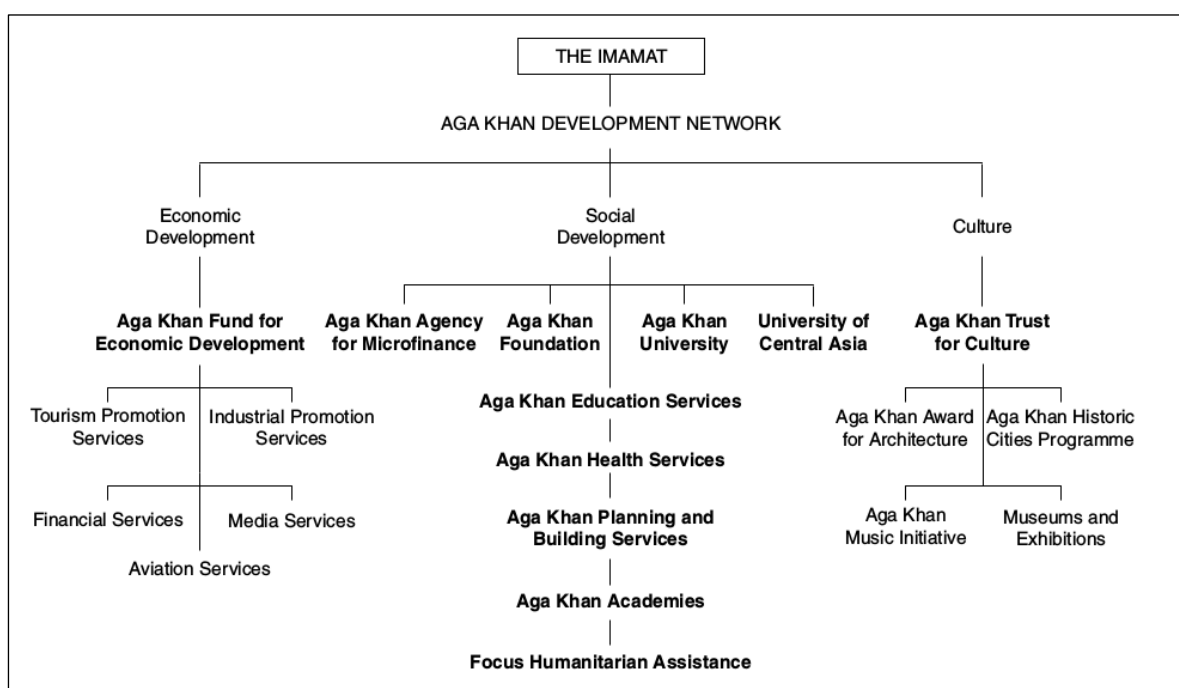 THE IMAMAT
AGA KHAN DEVELOPMENT NETWORK
Economic
Development
Social
Development
Culture
Aga Khan Fund for
Economic Development
Aga Khan Agency
for Microfinance
Aga Khan
Foundation
Aga Khan
University
University of
Central Asia
Aga Khan Trust
for Culture
Tourism Promotion
Services
Industrial Promotion
Services
Financial Services
Media Services
Aviation Services
Aga Khan Education Services
Aga Khan Health Services
Aga Khan Planning and
Building Services
Aga Khan Academies
Focus Humanitarian Assistance
Aga Khan Award
for Architecture
Aga Khan Historic
Cities Programme
Aga Khan
Music Initiative
Museums and
Exhibitions